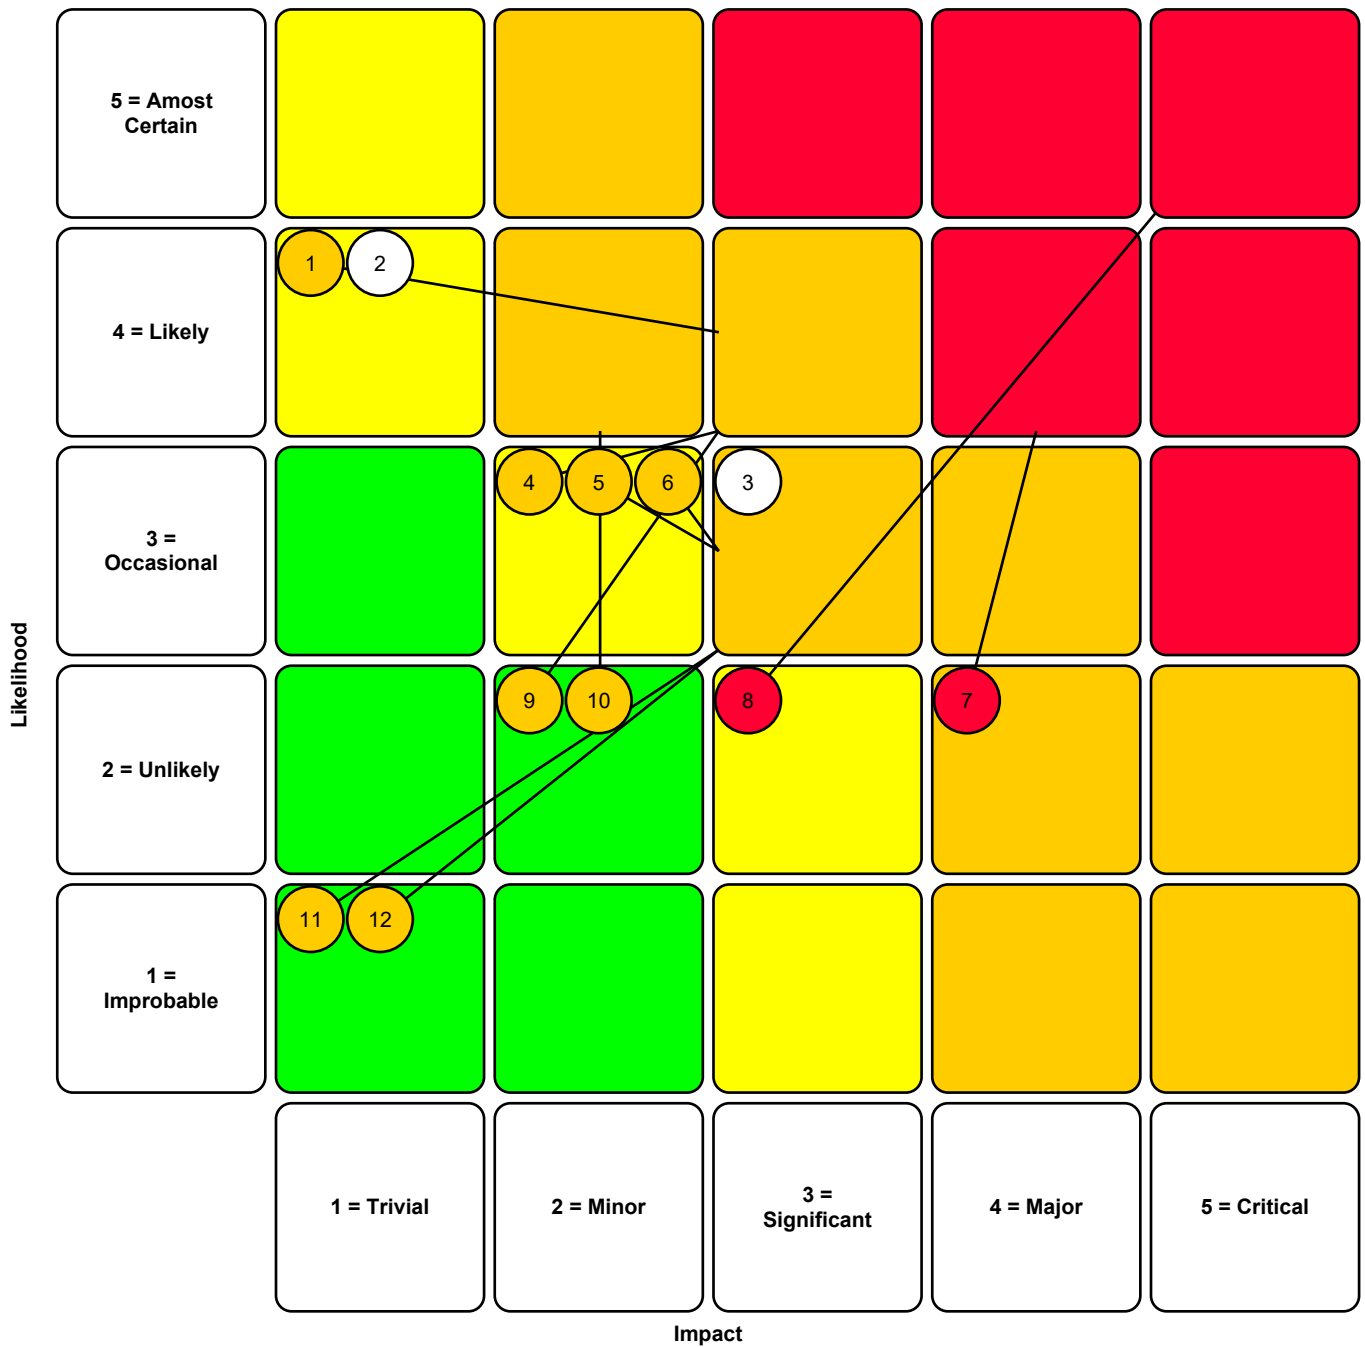 5 = Amost
Certain
1
2
4 = Likely
4
5
6
3
3 =
Occasional
Likelihood
9
10
8
7
2 = Unlikely
11
12
1 =
Improbable
1 = Trivial
2 = Minor
3 =
Significant
4 = Major
5 = Critical
Impact